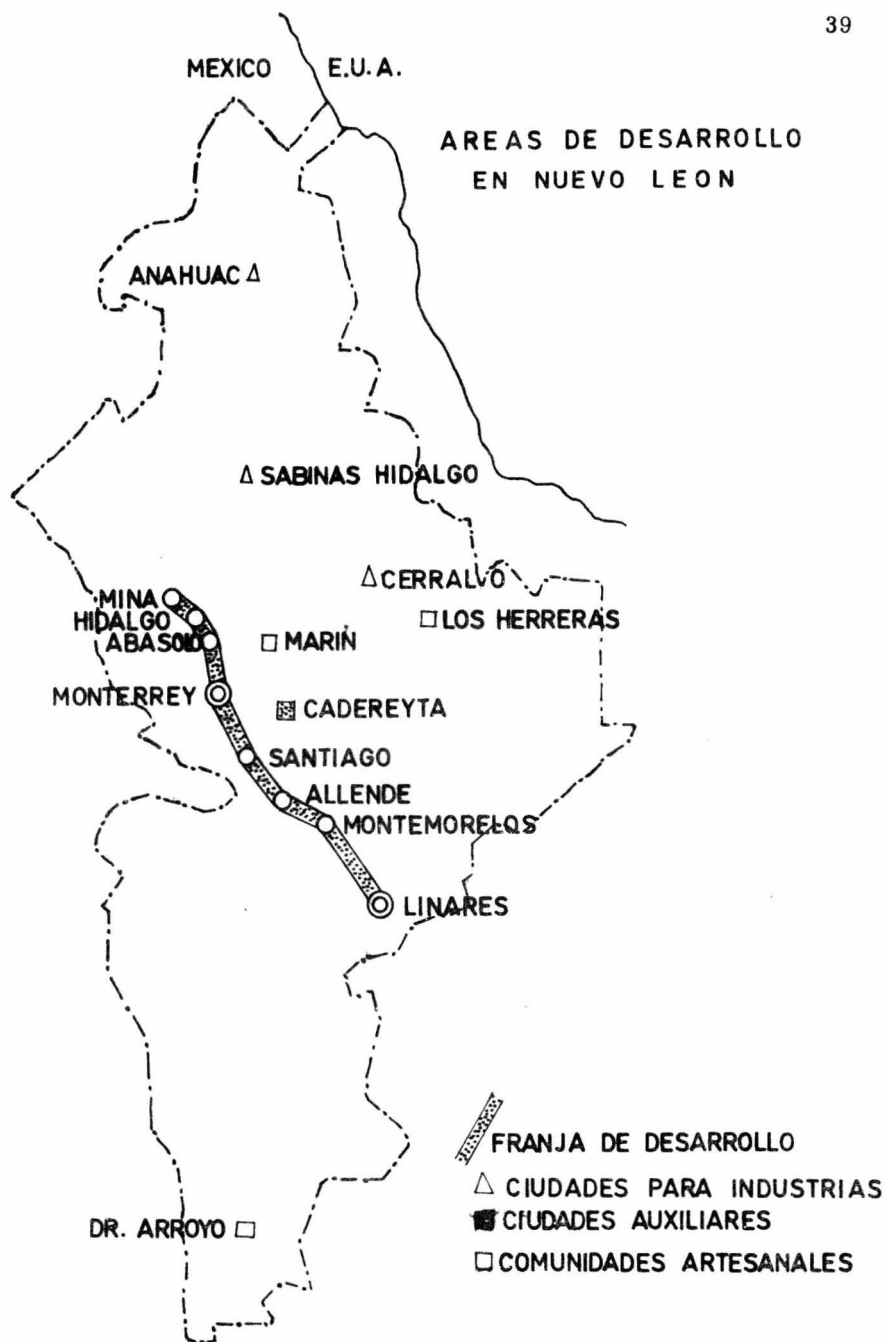 39
MEXICO E.U.A.
AREAS DE DESARROLLO
EN NUEVO LEON
ANAHUAC
SABINAS HIDALGO
CERRALVO
MINA
HIDALGO
LOS HERRERAS
ABASOLO
MARIN
MONTERREY
CADEREYTA
SANTIAGO
ALLENDE
MONTEMORELOS
LINARES
FRANJA DE DESARROLLO
CIUDADES PARA INDUSTRIAS
CIUDADES AUXILIARES
DR. ARROYO
COMUNIDADES ARTESANALES